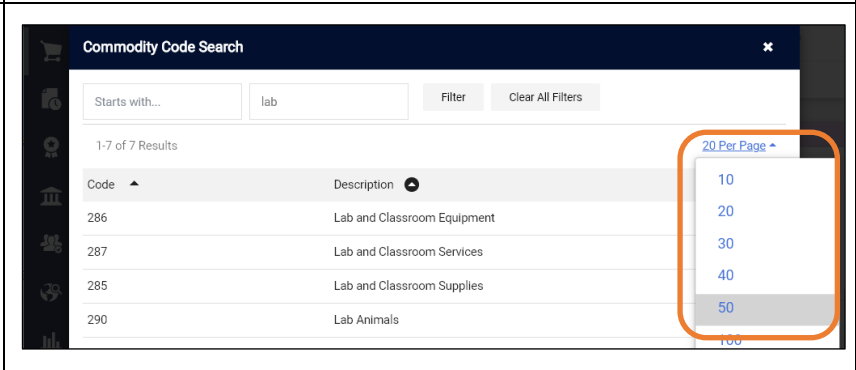 Commodity Code Search
Starts with... lab Filter Clear All Filters
1-7 of 7 Results 20 Per Page
Code Description
10
286 Lab and Classroom Equipment
20
287 Lab and Classroom Services
30
285 Lab and Classroom Supplies
40
290 Lab Animals
50
100